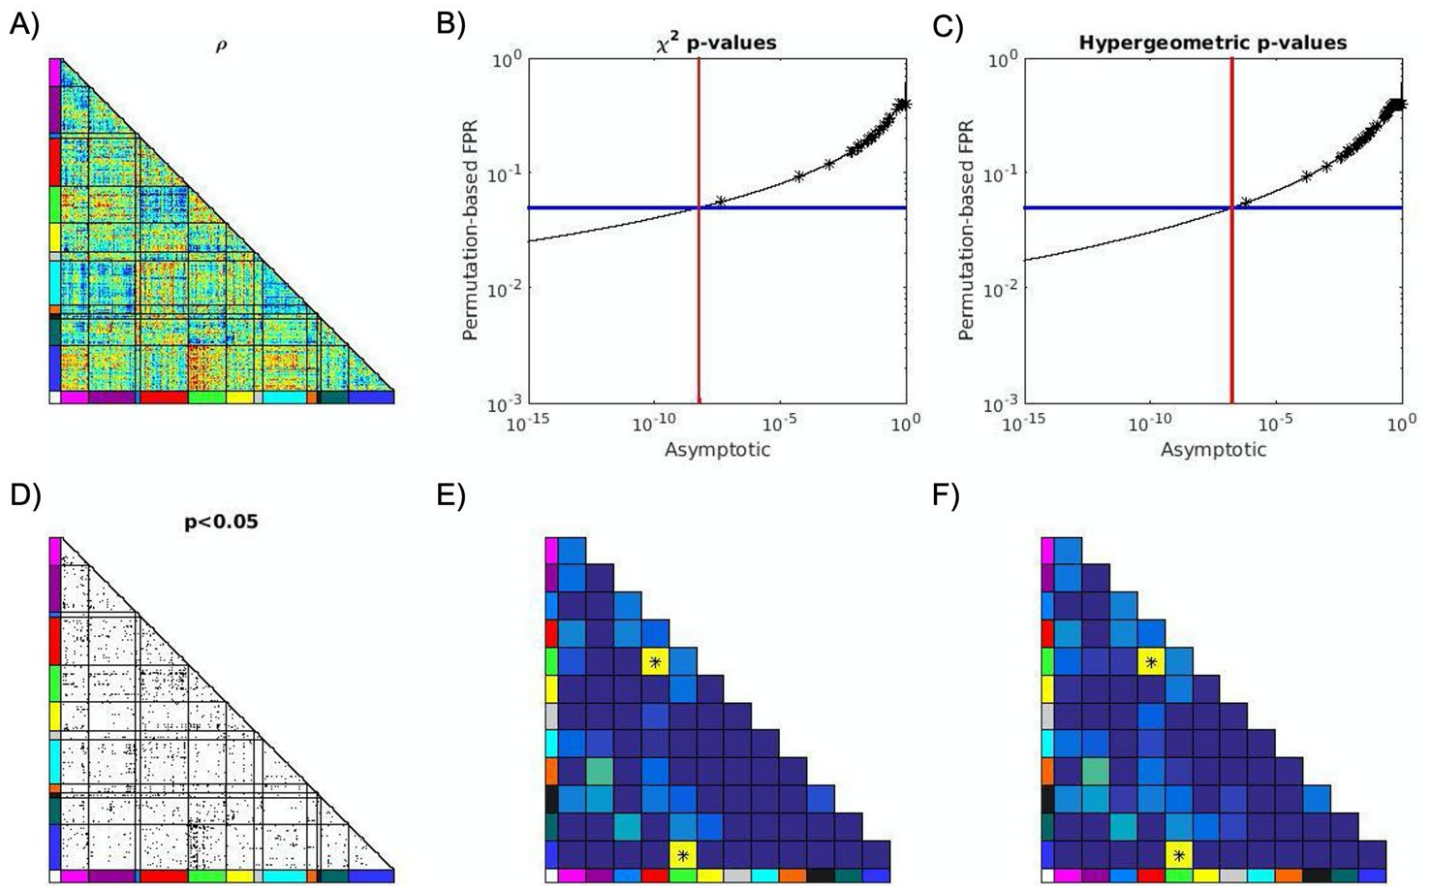 A)
ρ
B)
χ² p-values
Permutation-based FPR
10⁰
10⁻¹
10⁻²
10⁻³
10⁻¹⁵
10⁻¹⁰
10⁻⁵
10⁰
Asymptotic
C)
Hypergeometric p-values
Permutation-based FPR
10⁰
10⁻¹
10⁻²
10⁻³
10⁻¹⁵
10⁻¹⁰
10⁻⁵
10⁰
Asymptotic
D)
p<0.05
E)
*
*
F)
*
*